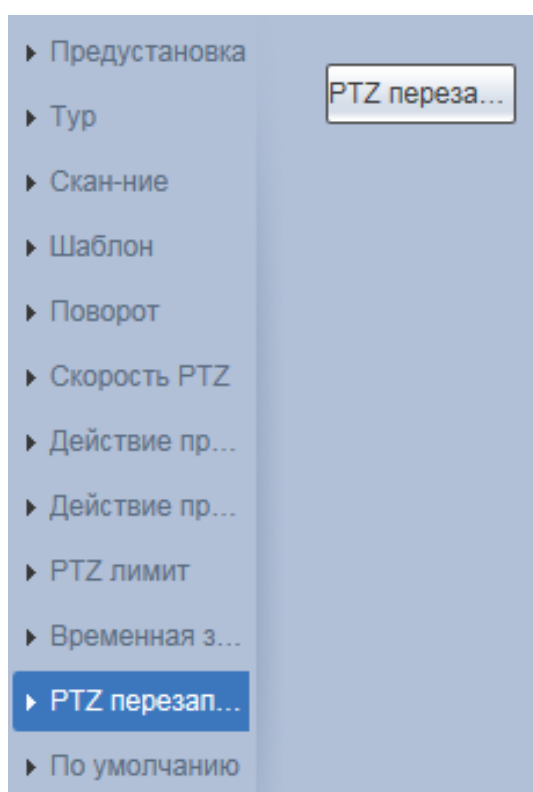 Предустановка
Тур
Скан-ние
Шаблон
Поворот
Скорость PTZ
Действие пр...
Действие пр...
PTZ лимит
Временная з...
PTZ перезап...
По умолчанию
PTZ переза...